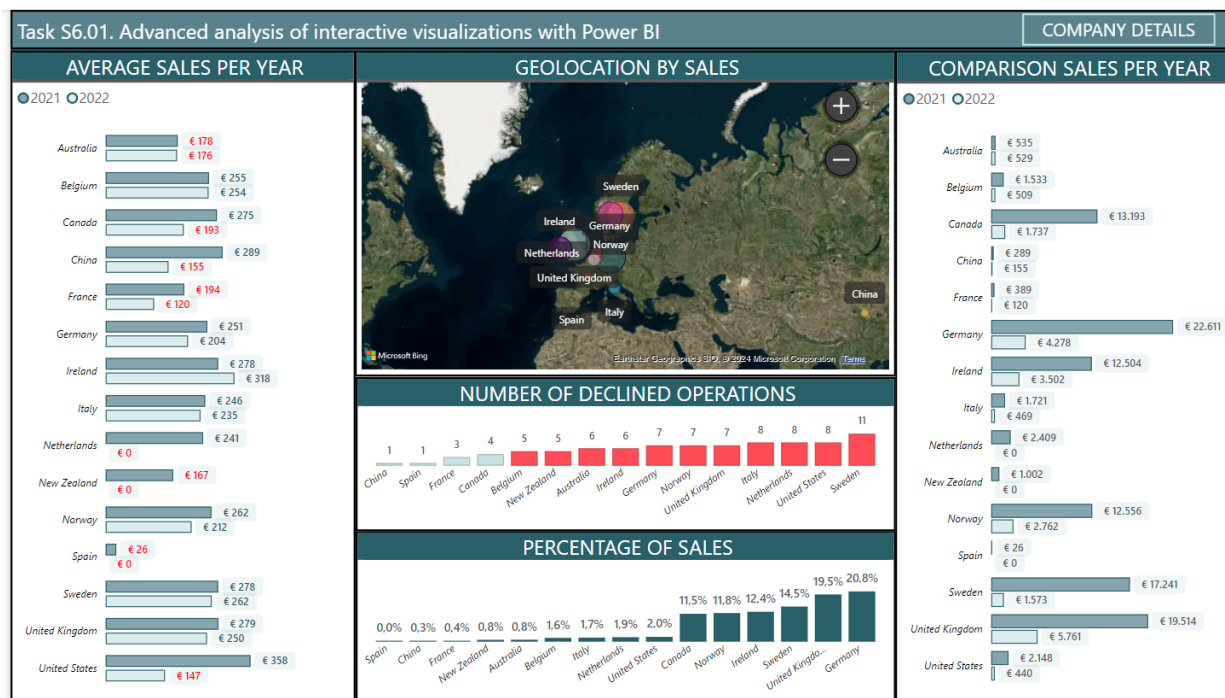 Task S6.01. Advanced analysis of interactive visualizations with Power BI
COMPANY DETAILS
AVERAGE SALES PER YEAR
2021 2022
Australia
€ 178
€ 176
Belgium
€ 255
€ 254
Canada
€ 275
€ 193
China
€ 289
€ 155
France
€ 194
€ 120
Germany
€ 251
€ 204
Ireland
€ 278
€ 318
Italy
€ 246
€ 235
Netherlands
€ 241
€ 0
New Zealand
€ 167
€ 0
Norway
€ 262
€ 212
Spain
€ 26
€ 0
Sweden
€ 278
€ 262
United Kingdom
€ 279
€ 250
United States
€ 358
€ 147
GEOLOCATION BY SALES
+
−
Sweden
Ireland
Germany
Netherlands
Norway
United Kingdom
China
Spain
Italy
Microsoft Bing
Earthstar Geographics SIO, © 2024 Microsoft Corporation Terms
NUMBER OF DECLINED OPERATIONS
1 1 3 4 5 5 6 6 7 7 7 8 8 8 11
China Spain France Canada Belgium New Zealand Australia Ireland Germany Norway United Kingdom Italy Netherlands United States Sweden
PERCENTAGE OF SALES
0,0% 0,3% 0,4% 0,8% 0,8% 1,6% 1,7% 1,9% 2,0% 11,5% 11,8% 12,4% 14,5% 19,5% 20,8%
Spain China France New Zealand Australia Belgium Italy Netherlands United States Canada Norway Ireland Sweden United Kingdo... Germany
COMPARISON SALES PER YEAR
2021 2022
Australia
€ 535
€ 529
Belgium
€ 1.533
€ 509
Canada
€ 13.193
€ 1.737
China
€ 289
€ 155
France
€ 389
€ 120
Germany
€ 22.611
€ 4.278
Ireland
€ 12.504
€ 3.502
Italy
€ 1.721
€ 469
Netherlands
€ 2.409
€ 0
New Zealand
€ 1.002
€ 0
Norway
€ 12.556
€ 2.762
Spain
€ 26
€ 0
Sweden
€ 17.241
€ 1.573
United Kingdom
€ 19.514
€ 5.761
United States
€ 2.148
€ 440